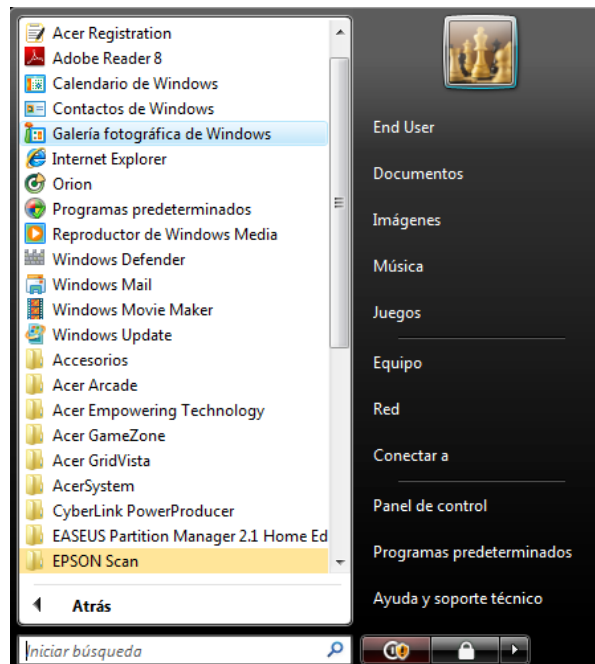 Acer Registration
Adobe Reader 8
Calendario de Windows
Contactos de Windows
Galería fotográfica de Windows
Internet Explorer
Orion
Programas predeterminados
Reproductor de Windows Media
Windows Defender
Windows Mail
Windows Movie Maker
Windows Update
Accesorios
Acer Arcade
Acer Empowering Technology
Acer GameZone
Acer GridVista
AcerSystem
CyberLink PowerProducer
EASEUS Partition Manager 2.1 Home Ed
EPSON Scan
Atrás
Iniciar búsqueda
End User
Documentos
Imágenes
Música
Juegos
Equipo
Red
Conectar a
Panel de control
Programas predeterminados
Ayuda y soporte técnico